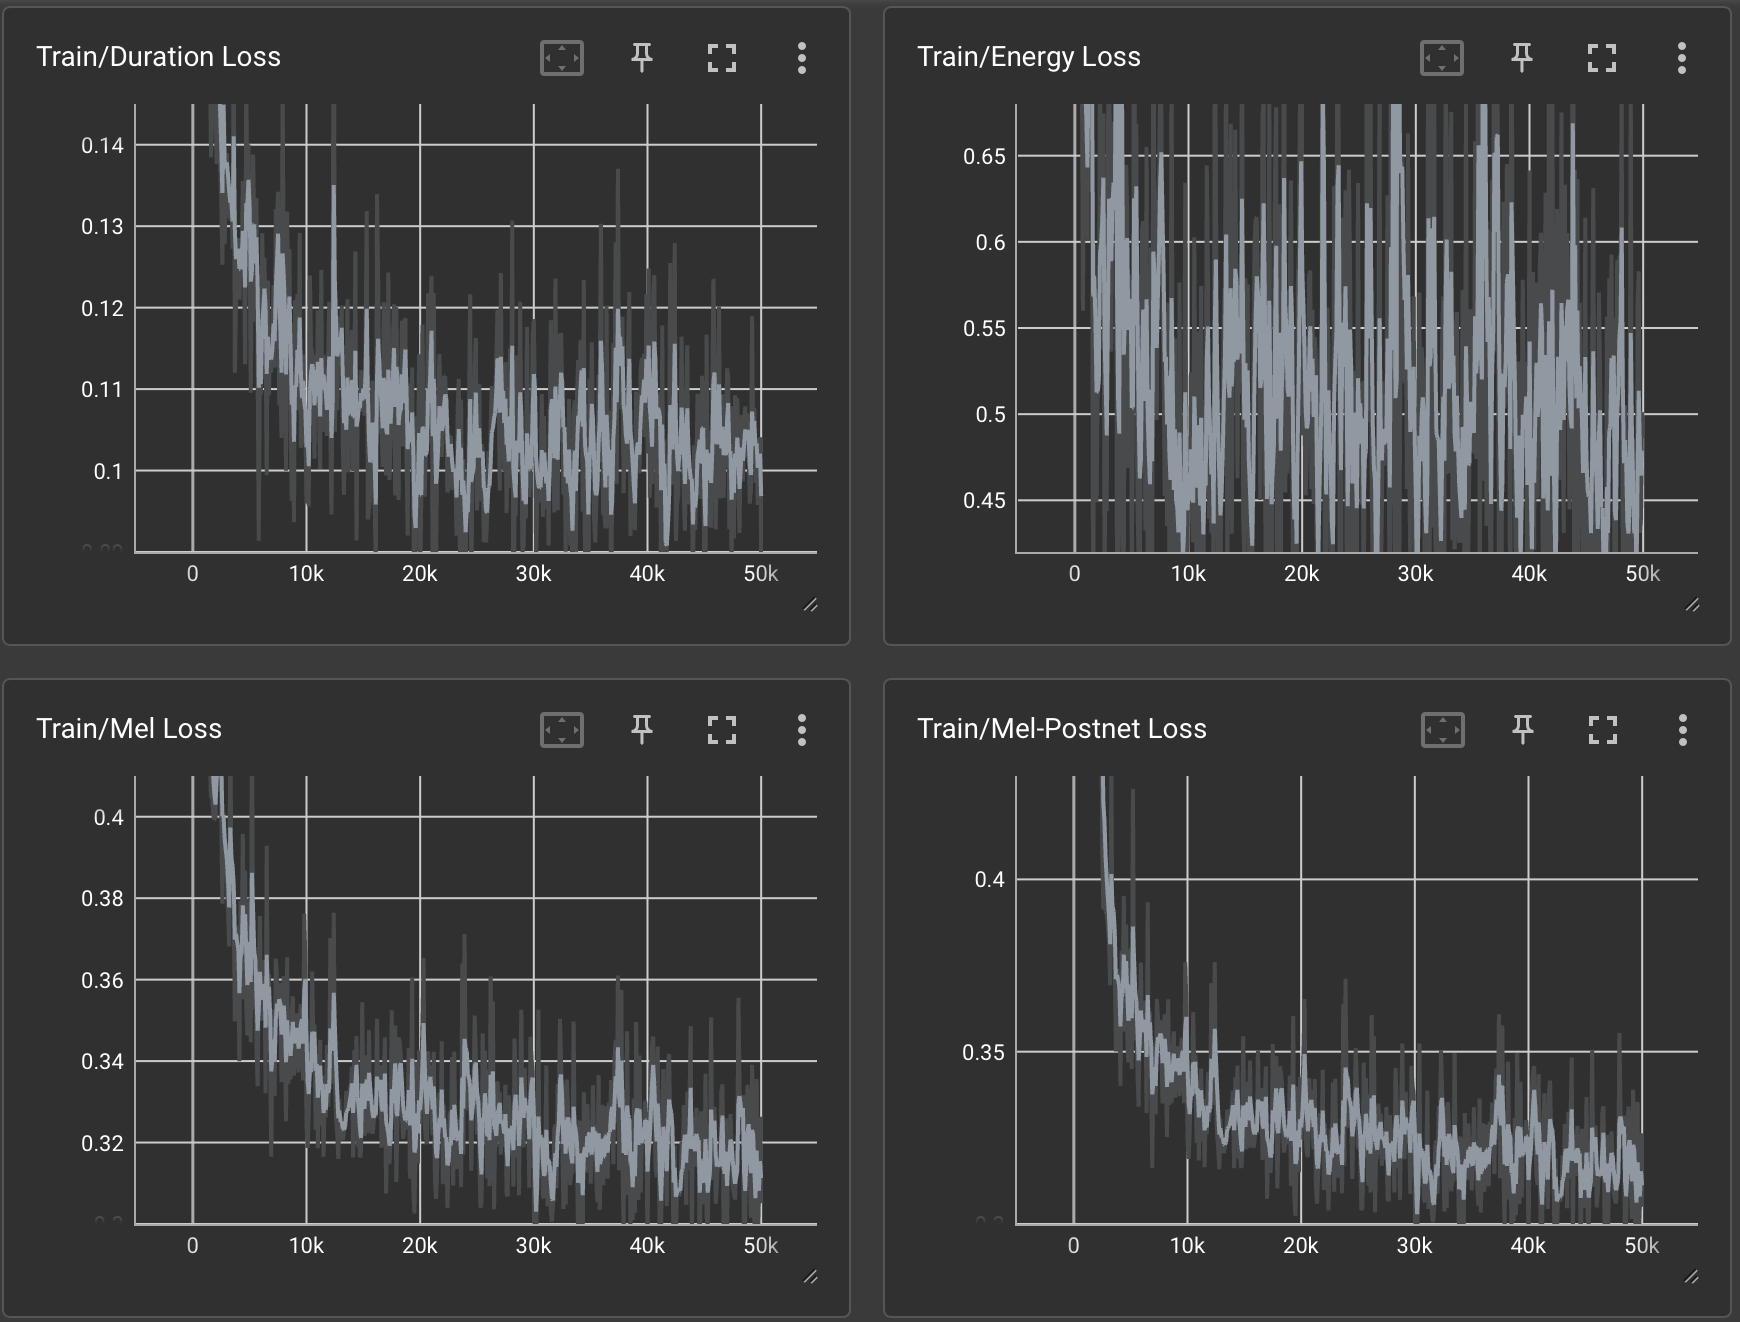 Train/Duration Loss
0.14
0.13
0.12
0.11
0.1
0 10k 20k 30k 40k 50k
Train/Energy Loss
0.65
0.6
0.55
0.5
0.45
0 10k 20k 30k 40k 50k
Train/Mel Loss
0.4
0.38
0.36
0.34
0.32
0 10k 20k 30k 40k 50k
Train/Mel-Postnet Loss
0.4
0.35
0 10k 20k 30k 40k 50k